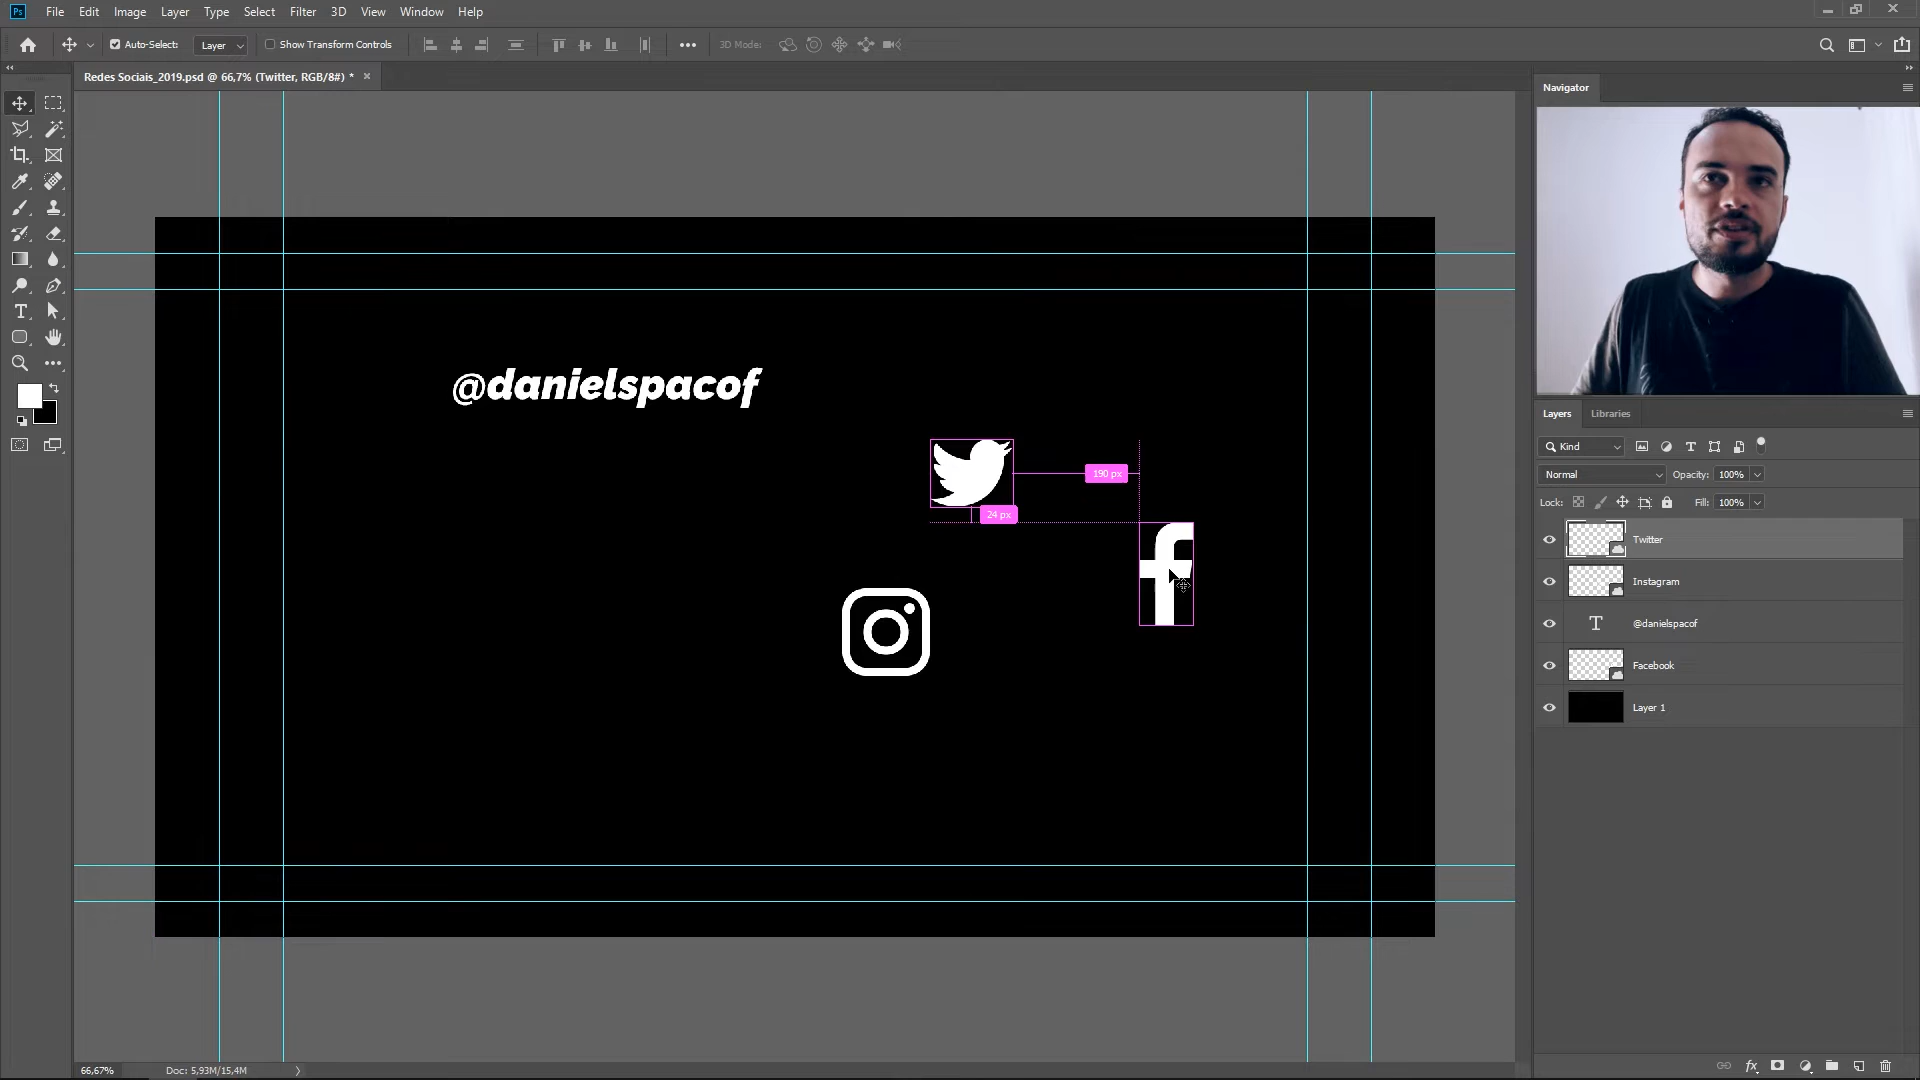 Ps File Edit Image Layer Type Select Filter 3D View Window Help
Auto-Select: Layer Show Transform Controls 3D Mode:
Redes Sociais_2019.psd @ 66,7% (Twitter, RGB/8#) *
Navigator
@danielspacof
190 px
24 px
Layers Libraries
Kind
Normal Opacity: 100%
Lock: Fill: 100%
Twitter
Instagram
@danielspacof
Facebook
Layer 1
66,67% Doc: 5,93M/15,4M